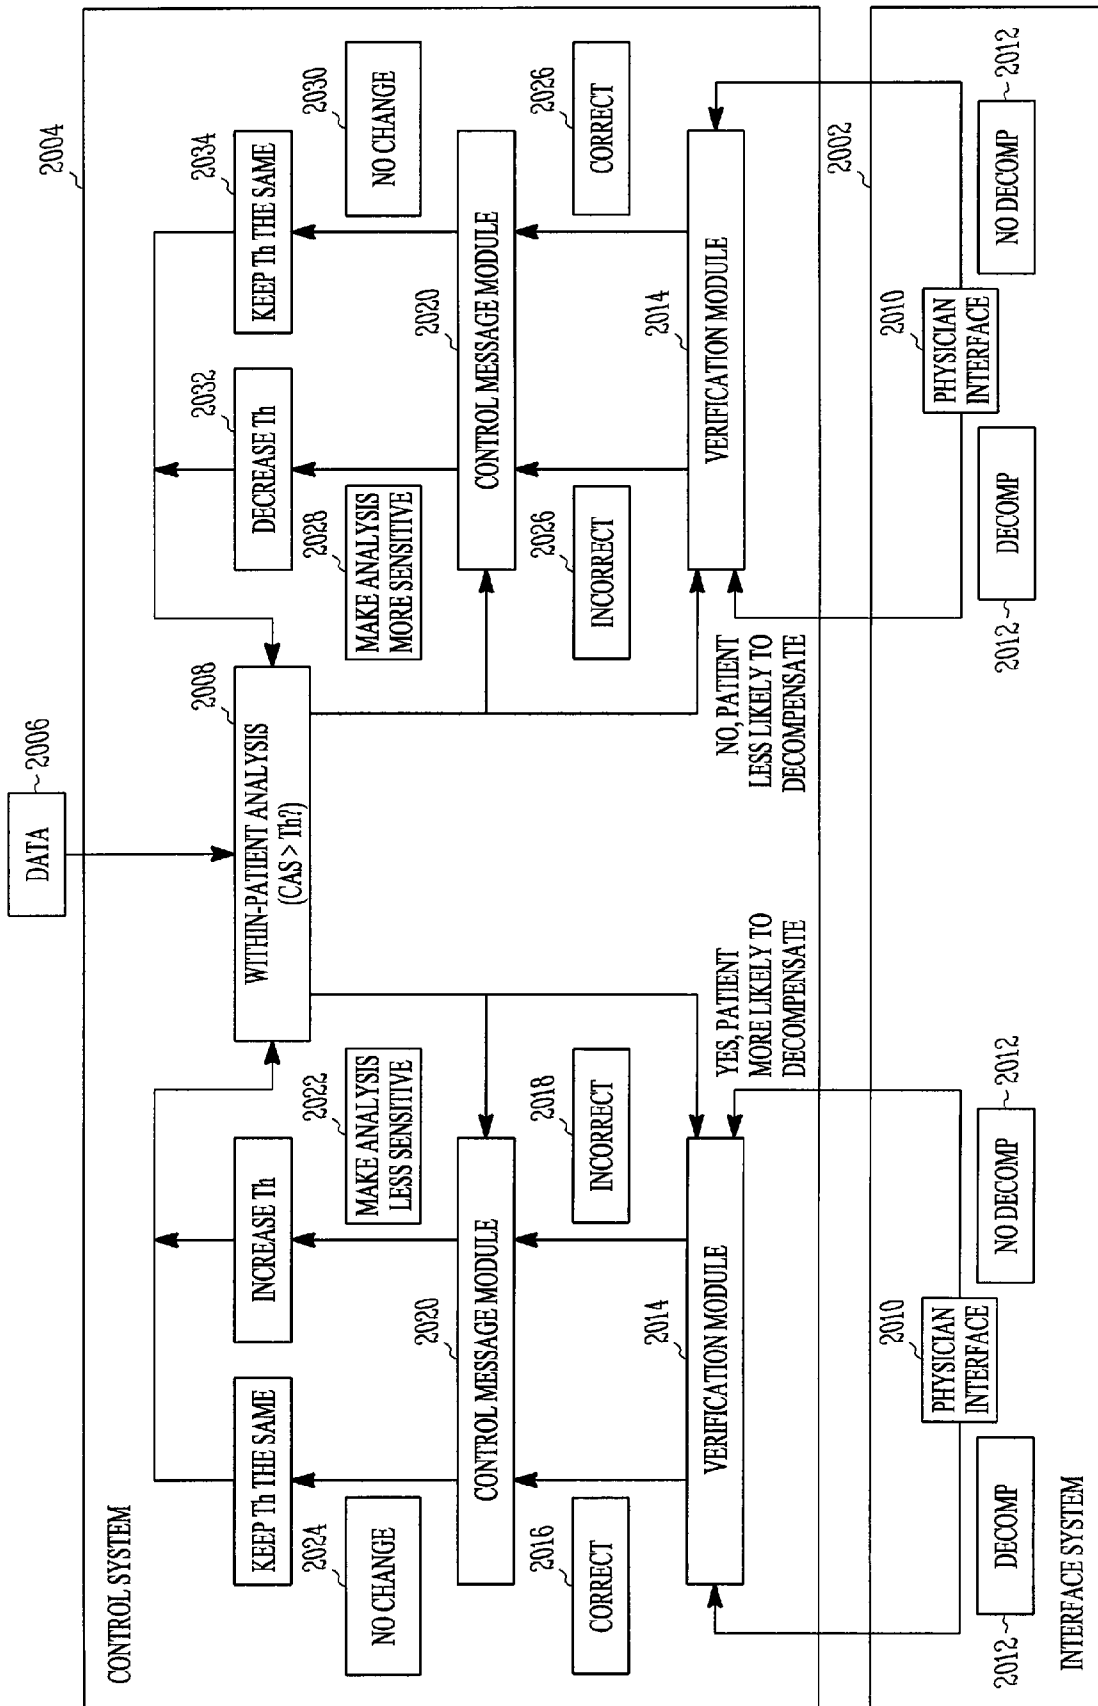 DATA
2006
2004
CONTROL SYSTEM
WITHIN-PATIENT ANALYSIS
(CAS > Th?)
2008
KEEP Th THE SAME
INCREASE Th
DECREASE Th
2032
KEEP Th THE SAME
2034
NO CHANGE
2024
MAKE ANALYSIS
LESS SENSITIVE
2022
MAKE ANALYSIS
MORE SENSITIVE
2028
NO CHANGE
2030
CONTROL MESSAGE MODULE
2020
CONTROL MESSAGE MODULE
2020
CORRECT
2016
INCORRECT
2018
INCORRECT
2026
CORRECT
2026
VERIFICATION MODULE
2014
VERIFICATION MODULE
2014
YES, PATIENT
MORE LIKELY TO
DECOMPENSATE
NO, PATIENT
LESS LIKELY TO
DECOMPENSATE
2002
PHYSICIAN
INTERFACE
2010
PHYSICIAN
INTERFACE
2010
DECOMP
2012
NO DECOMP
2012
DECOMP
2012
NO DECOMP
2012
INTERFACE SYSTEM